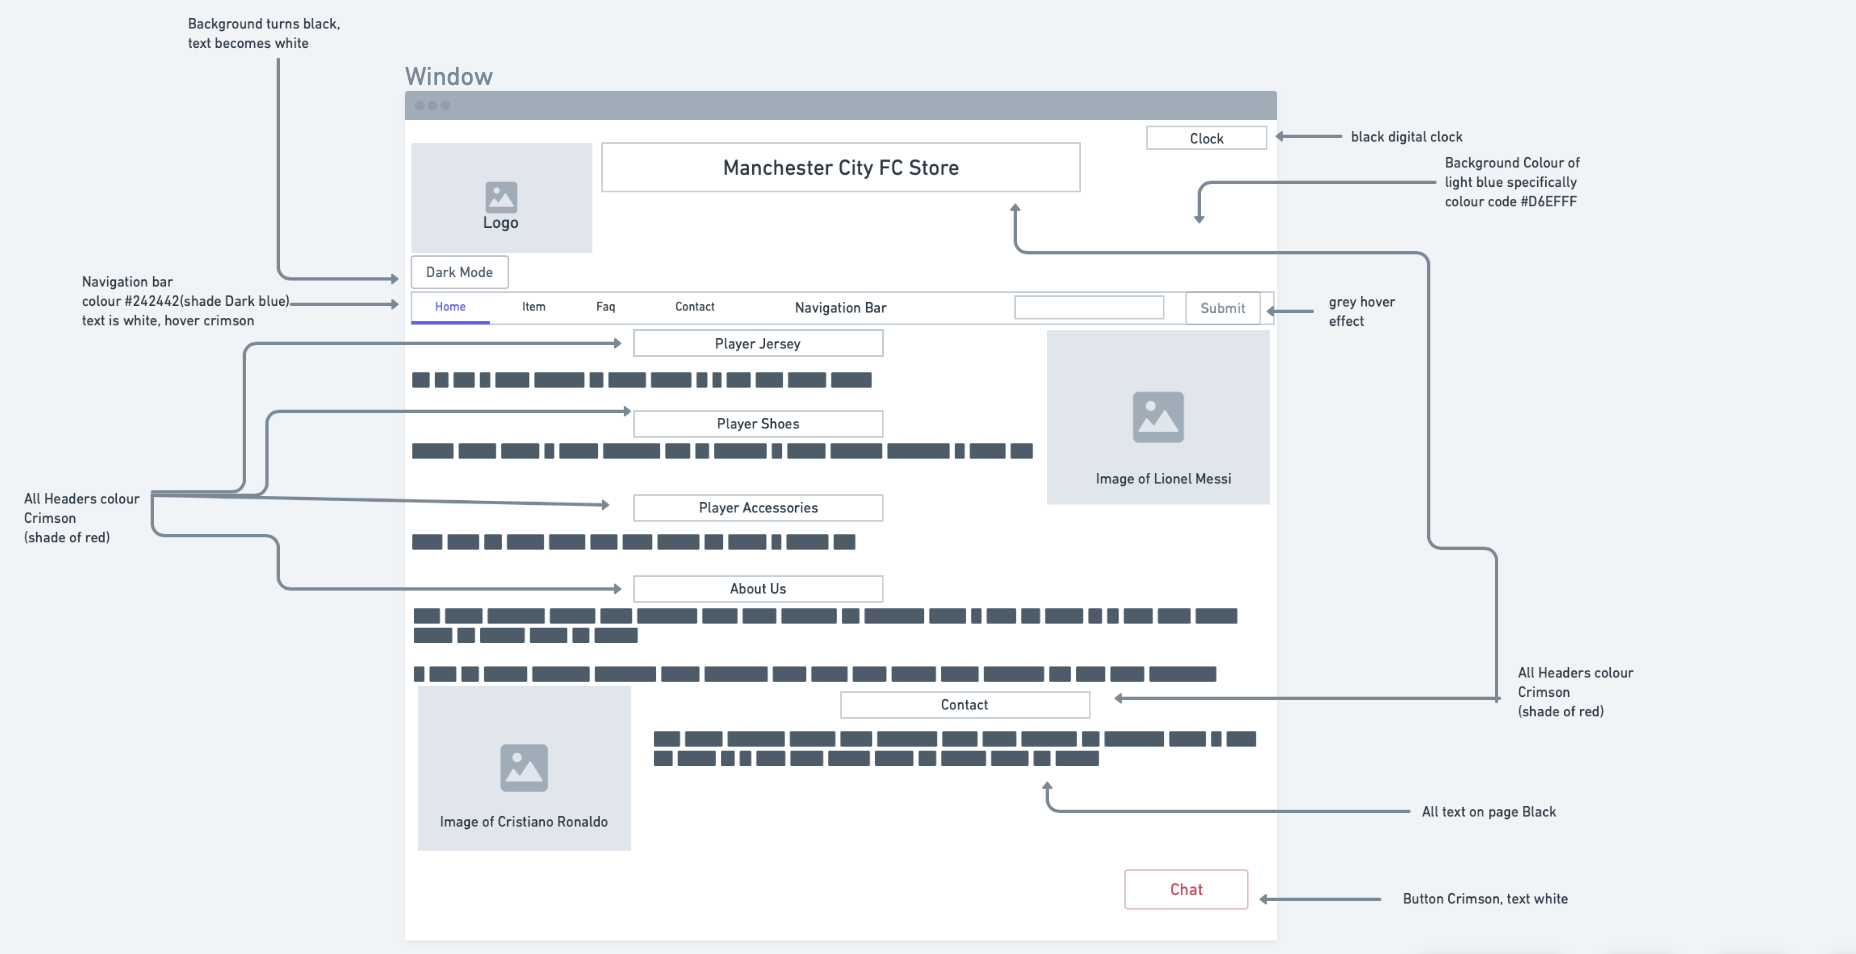 Background turns black,
text becomes white
Window
Clock
black digital clock
Manchester City FC Store
Background Colour of
light blue specifically
colour code #D6EFFF
Logo
Dark Mode
Navigation bar
colour #242442(shade Dark blue)
text is white, hover crimson
Home
Item
Faq
Contact
Navigation Bar
Submit
grey hover
effect
Player Jersey
Player Shoes
Image of Lionel Messi
All Headers colour
Crimson
(shade of red)
Player Accessories
About Us
All Headers colour
Crimson
(shade of red)
Contact
Image of Cristiano Ronaldo
All text on page Black
Chat
Button Crimson, text white